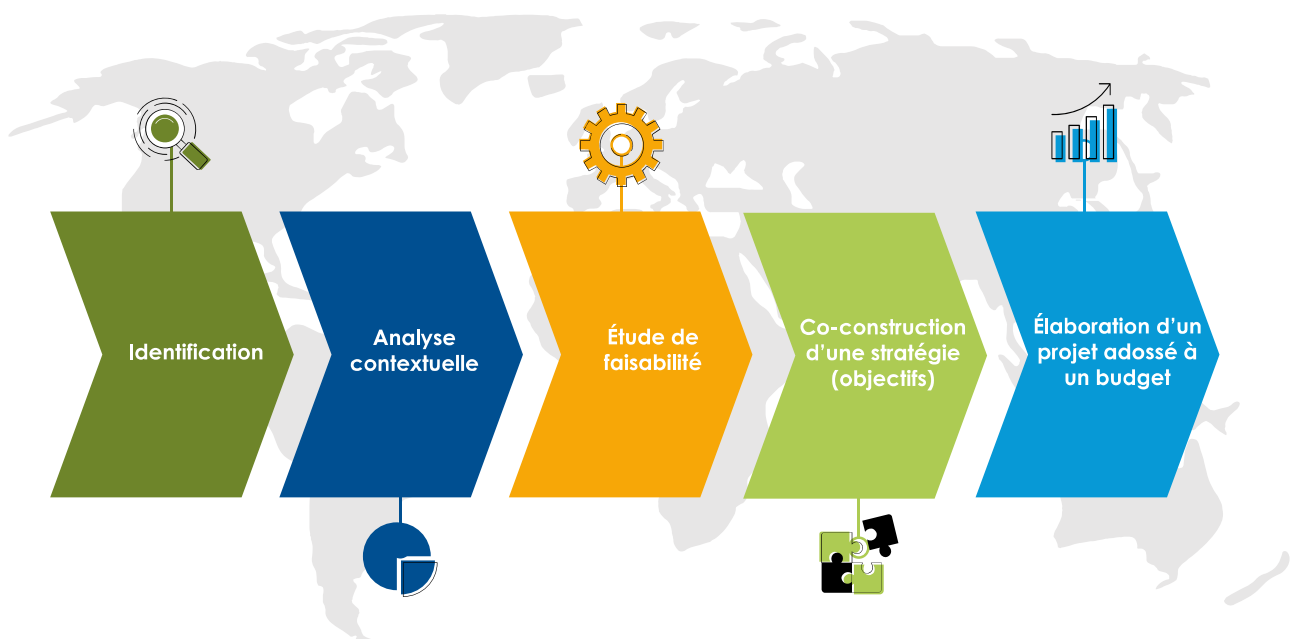 Identification
Analyse
contextuelle
Étude de
faisabilité
Co-construction
d'une stratégie
(objectifs)
Élaboration d'un
projet adossé à
un budget